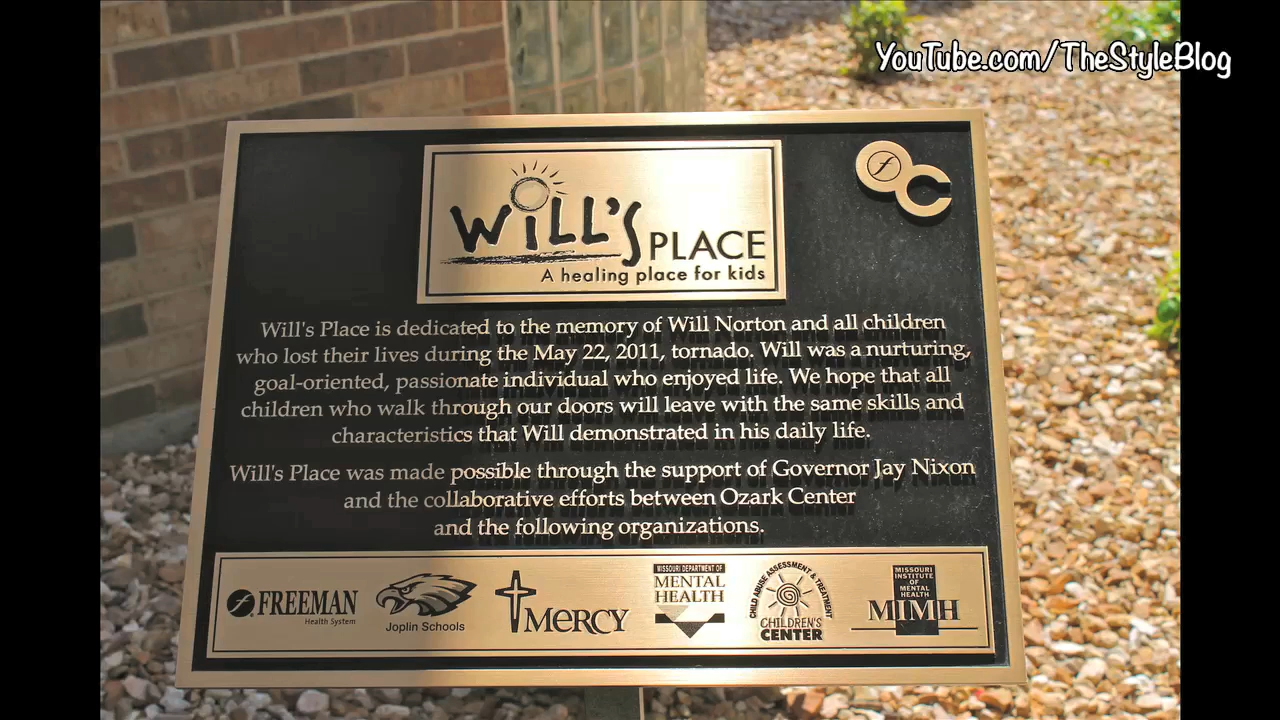 YouTube.com/TheStyleBlog
WiLL'S PLACE
A healing place for kids
f
C
Will's Place is dedicated to the memory of Will Norton and all children
who lost their lives during the May 22, 2011, tornado. Will was a nurturing,
goal-oriented, passionate individual who enjoyed life. We hope that all
children who walk through our doors will leave with the same skills and
characteristics that Will demonstrated in his daily life.
Will's Place was made possible through the support of Governor Jay Nixon
and the collaborative efforts between Ozark Center
and the following organizations.
f FREEMAN
Health System
Joplin Schools
MERCY
MISSOURI DEPARTMENT OF
MENTAL
HEALTH
CHILD ABUSE ASSESSMENT & TREATMENT
CHILDREN'S
CENTER
MISSOURI
INSTITUTE
OF
MENTAL
HEALTH
MIMH